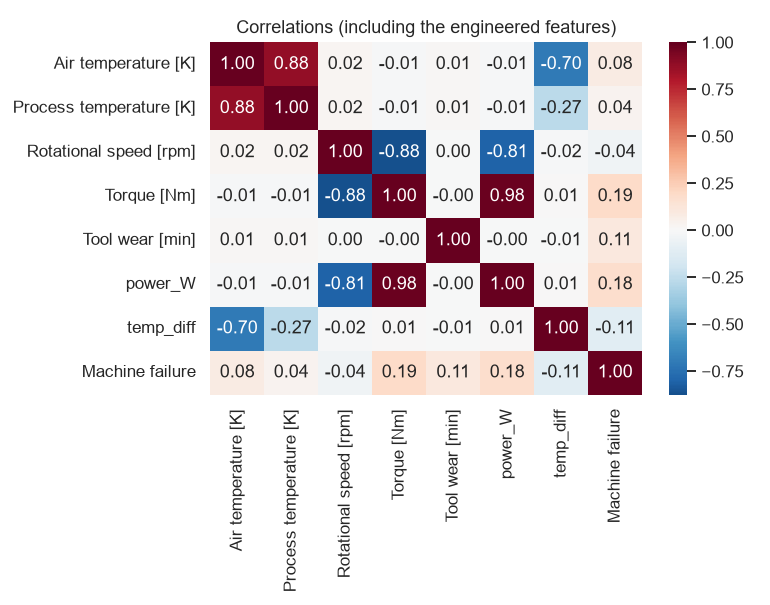 Correlations (including the engineered features)
Air temperature [K] 1.00 0.88 0.02 -0.01 0.01 -0.01 -0.70 0.08
Process temperature [K] 0.88 1.00 0.02 -0.01 0.01 -0.01 -0.27 0.04
Rotational speed [rpm] 0.02 0.02 1.00 -0.88 0.00 -0.81 -0.02 -0.04
Torque [Nm] -0.01 -0.01 -0.88 1.00 -0.00 0.98 0.01 0.19
Tool wear [min] 0.01 0.01 0.00 -0.00 1.00 -0.00 -0.01 0.11
power_W -0.01 -0.01 -0.81 0.98 -0.00 1.00 0.01 0.18
temp_diff -0.70 -0.27 -0.02 0.01 -0.01 0.01 1.00 -0.11
Machine failure 0.08 0.04 -0.04 0.19 0.11 0.18 -0.11 1.00
Air temperature [K]
Process temperature [K]
Rotational speed [rpm]
Torque [Nm]
Tool wear [min]
power_W
temp_diff
Machine failure
1.00
0.75
0.50
0.25
0.00
−0.25
−0.50
−0.75